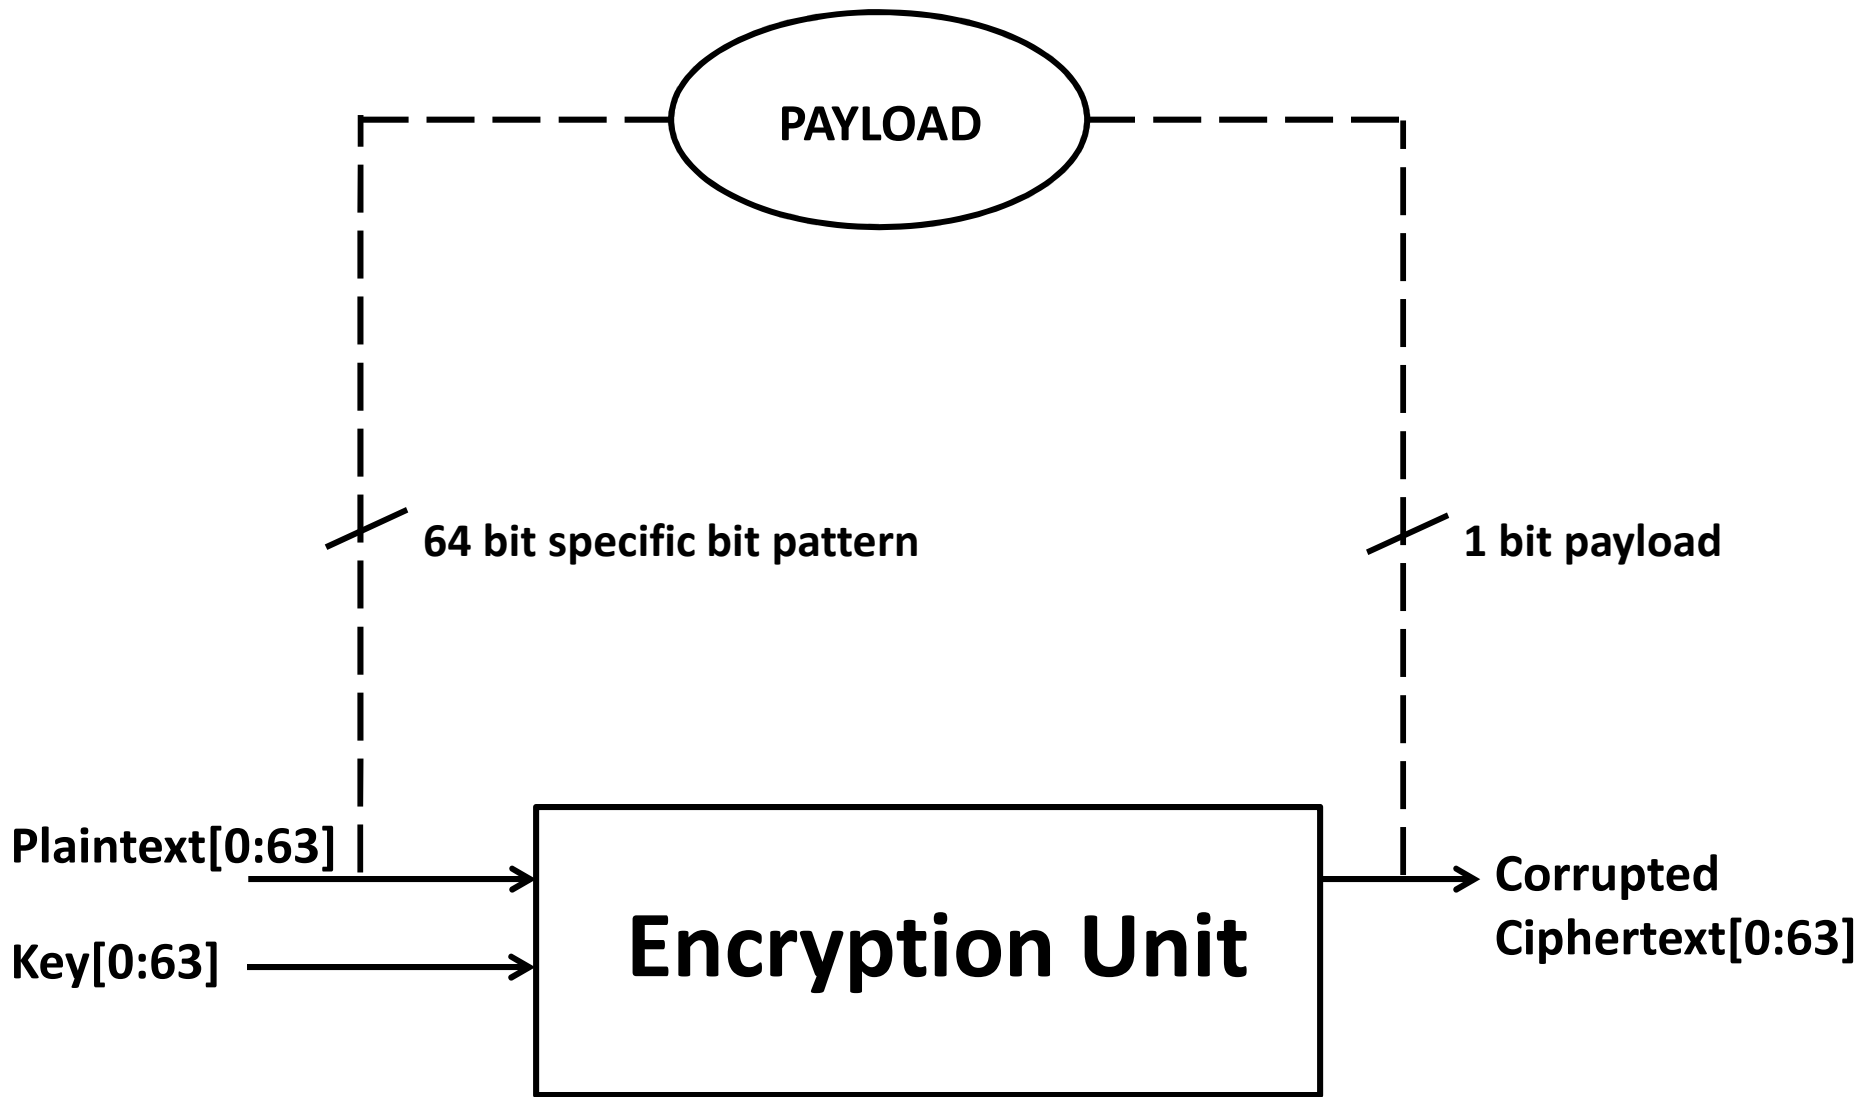 PAYLOAD
64 bit specific bit pattern
1 bit payload
Plaintext[0:63]
Key[0:63]
Encryption Unit
Corrupted
Ciphertext[0:63]